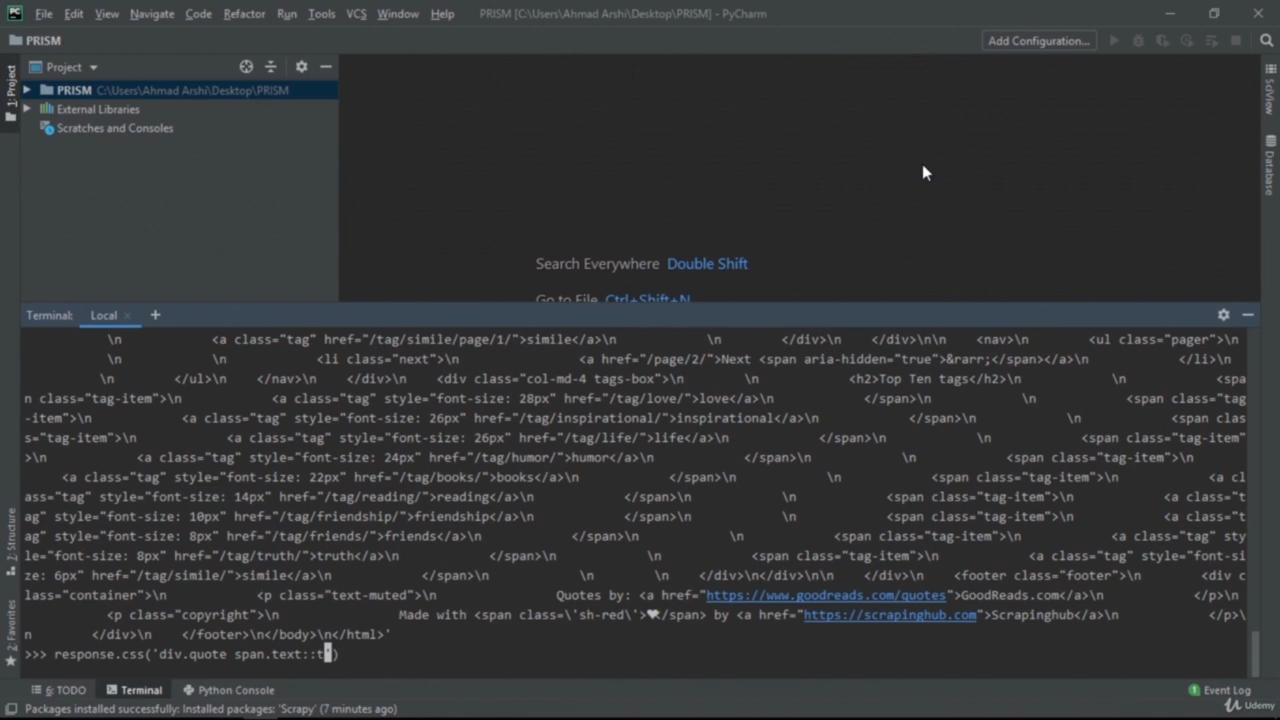 PC File Edit View Navigate Code Refactor Run Tools VCS Window Help PRISM [C:\Users\Ahmad Arshi\Desktop\PRISM] - PyCharm
PRISM Add Configuration...
1: Project
Project
PRISM C:\Users\Ahmad Arshi\Desktop\PRISM
External Libraries
Scratches and Consoles
SciView
Database
Search Everywhere Double Shift
Go to File Ctrl+Shift+N
Terminal: Local +
\n <a class="tag" href="/tag/simile/page/1/">simile</a>\n \n </div>\n </div>\n\n <nav>\n <ul class="pager">\n
\n \n <li class="next">\n <a href="/page/2/">Next <span aria-hidden="true">&rarr;</span></a>\n </li>\n
\n </ul>\n </nav>\n </div>\n <div class="col-md-4 tags-box">\n \n <h2>Top Ten tags</h2>\n \n <spa
n class="tag-item">\n <a class="tag" style="font-size: 28px" href="/tag/love/">love</a>\n </span>\n \n <span class="tag
-item">\n <a class="tag" style="font-size: 26px" href="/tag/inspirational/">inspirational</a>\n </span>\n \n <span clas
s="tag-item">\n <a class="tag" style="font-size: 26px" href="/tag/life/">life</a>\n </span>\n \n <span class="tag-item"
>\n <a class="tag" style="font-size: 24px" href="/tag/humor/">humor</a>\n </span>\n \n <span class="tag-item">\n
<a class="tag" style="font-size: 22px" href="/tag/books/">books</a>\n </span>\n \n <span class="tag-item">\n <a cl
ass="tag" style="font-size: 14px" href="/tag/reading/">reading</a>\n </span>\n \n <span class="tag-item">\n <a class="t
ag" style="font-size: 10px" href="/tag/friendship/">friendship</a>\n </span>\n \n <span class="tag-item">\n <a class="t
ag" style="font-size: 8px" href="/tag/friends/">friends</a>\n </span>\n \n <span class="tag-item">\n <a class="tag" sty
le="font-size: 8px" href="/tag/truth/">truth</a>\n </span>\n \n <span class="tag-item">\n <a class="tag" style="font-si
ze: 6px" href="/tag/simile/">simile</a>\n </span>\n \n \n </div>\n</div>\n\n </div>\n <footer class="footer">\n <div c
lass="container">\n <p class="text-muted">\n Quotes by: <a href="https://www.goodreads.com/quotes">GoodReads.com</a>\n </p>\n
<p class="copyright">\n Made with <span class=\'sh-red\'>❤</span> by <a href="https://scrapinghub.com">Scrapinghub</a>\n </p>\
n </div>\n </footer>\n</body>\n</html>'
>>> response.css('div.quote span.text::t')
Z: Structure
2: Favorites
6: TODO Terminal Python Console 1 Event Log
Packages installed successfully: Installed packages: 'Scrapy' (7 minutes ago) Udemy